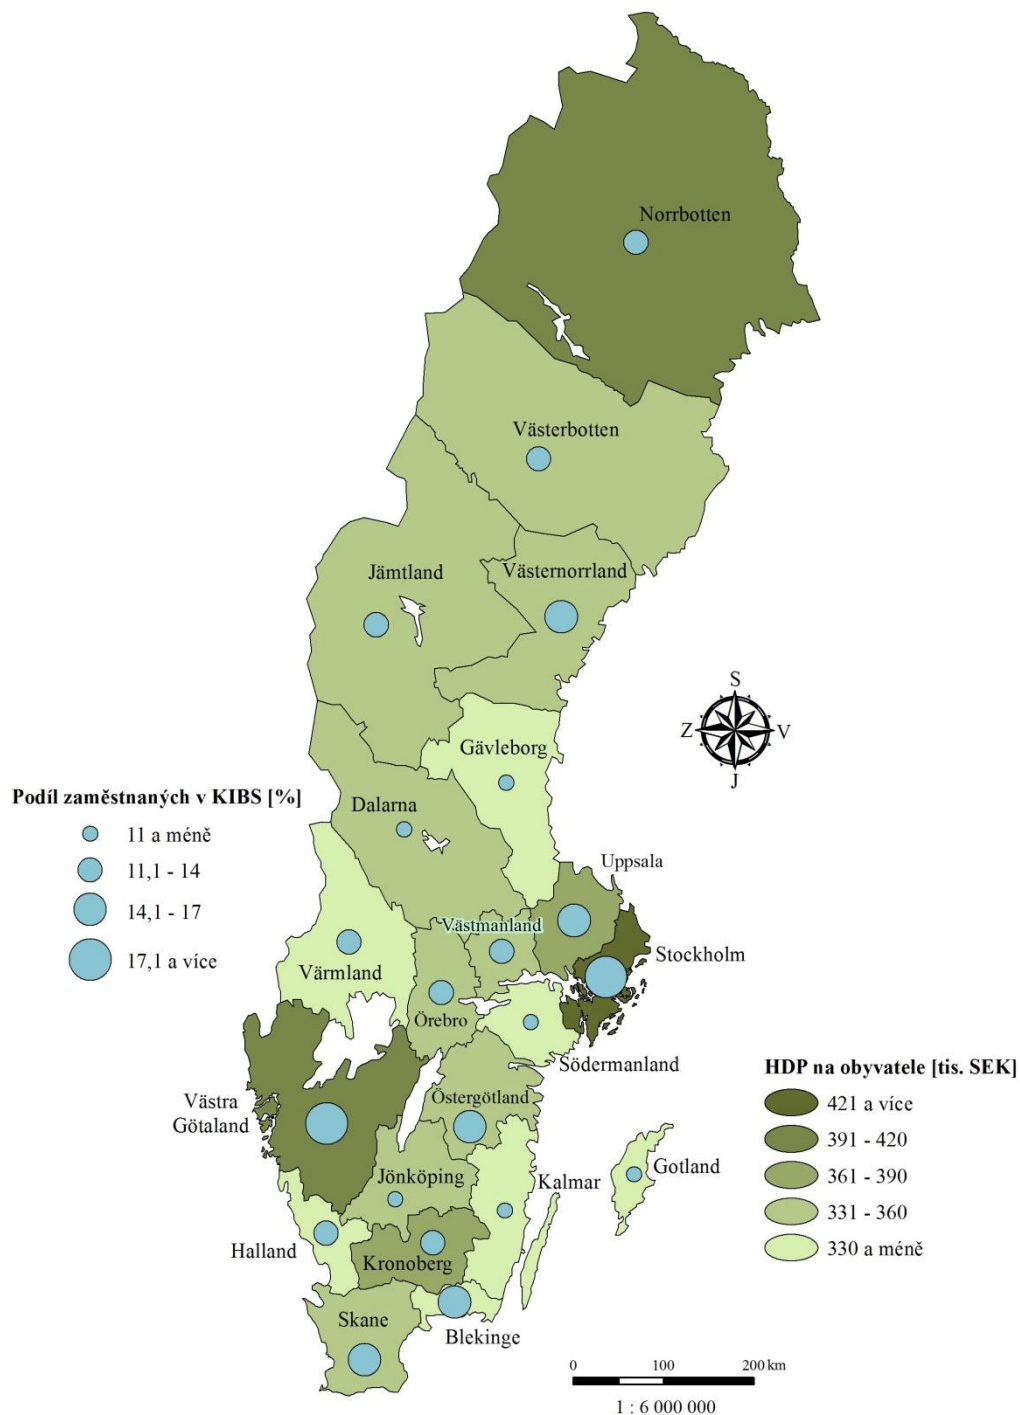 Norrbotten
Västerbotten
Jämtland
Västernorrland
S
Z
V
J
Gävleborg
Podíl zaměstnaných v KIBS [%]
11 a méně
11,1 - 14
14,1 - 17
17,1 a více
Dalarna
Uppsala
Västmanland
Stockholm
Värmland
Örebro
Södermanland
HDP na obyvatele [tis. SEK]
421 a více
391 - 420
361 - 390
331 - 360
330 a méně
Västra
Götaland
Östergötland
Jönköping
Kalmar
Gotland
Halland
Kronoberg
Skane
Blekinge
0
100
200 km
1 : 6 000 000